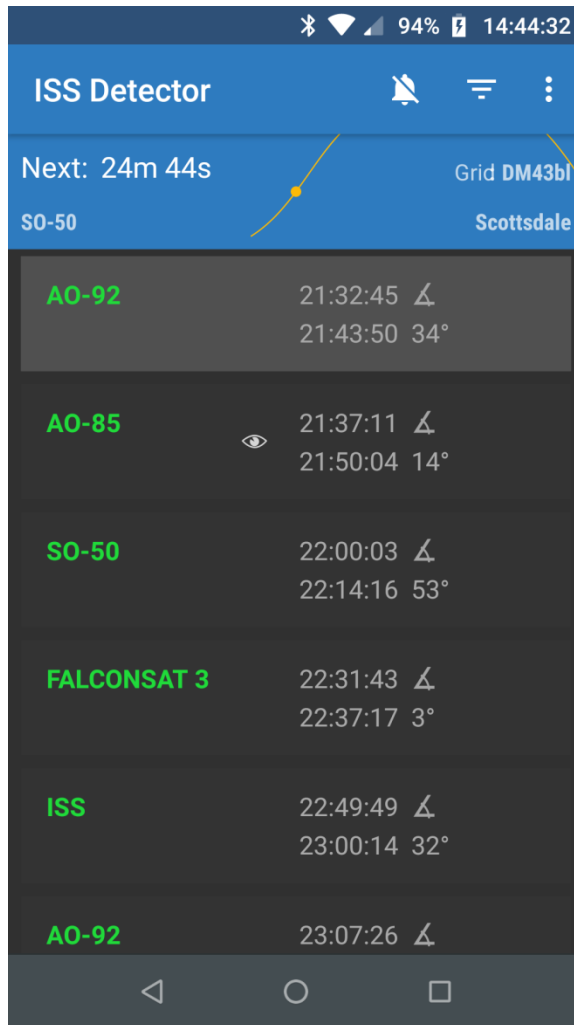 94% 14:44:32
ISS Detector
Next: 24m 44s
Grid DM43bl
SO-50
Scottsdale
AO-92
21:32:45
21:43:50 34°
AO-85
21:37:11
21:50:04 14°
SO-50
22:00:03
22:14:16 53°
FALCONSAT 3
22:31:43
22:37:17 3°
ISS
22:49:49
23:00:14 32°
AO-92
23:07:26